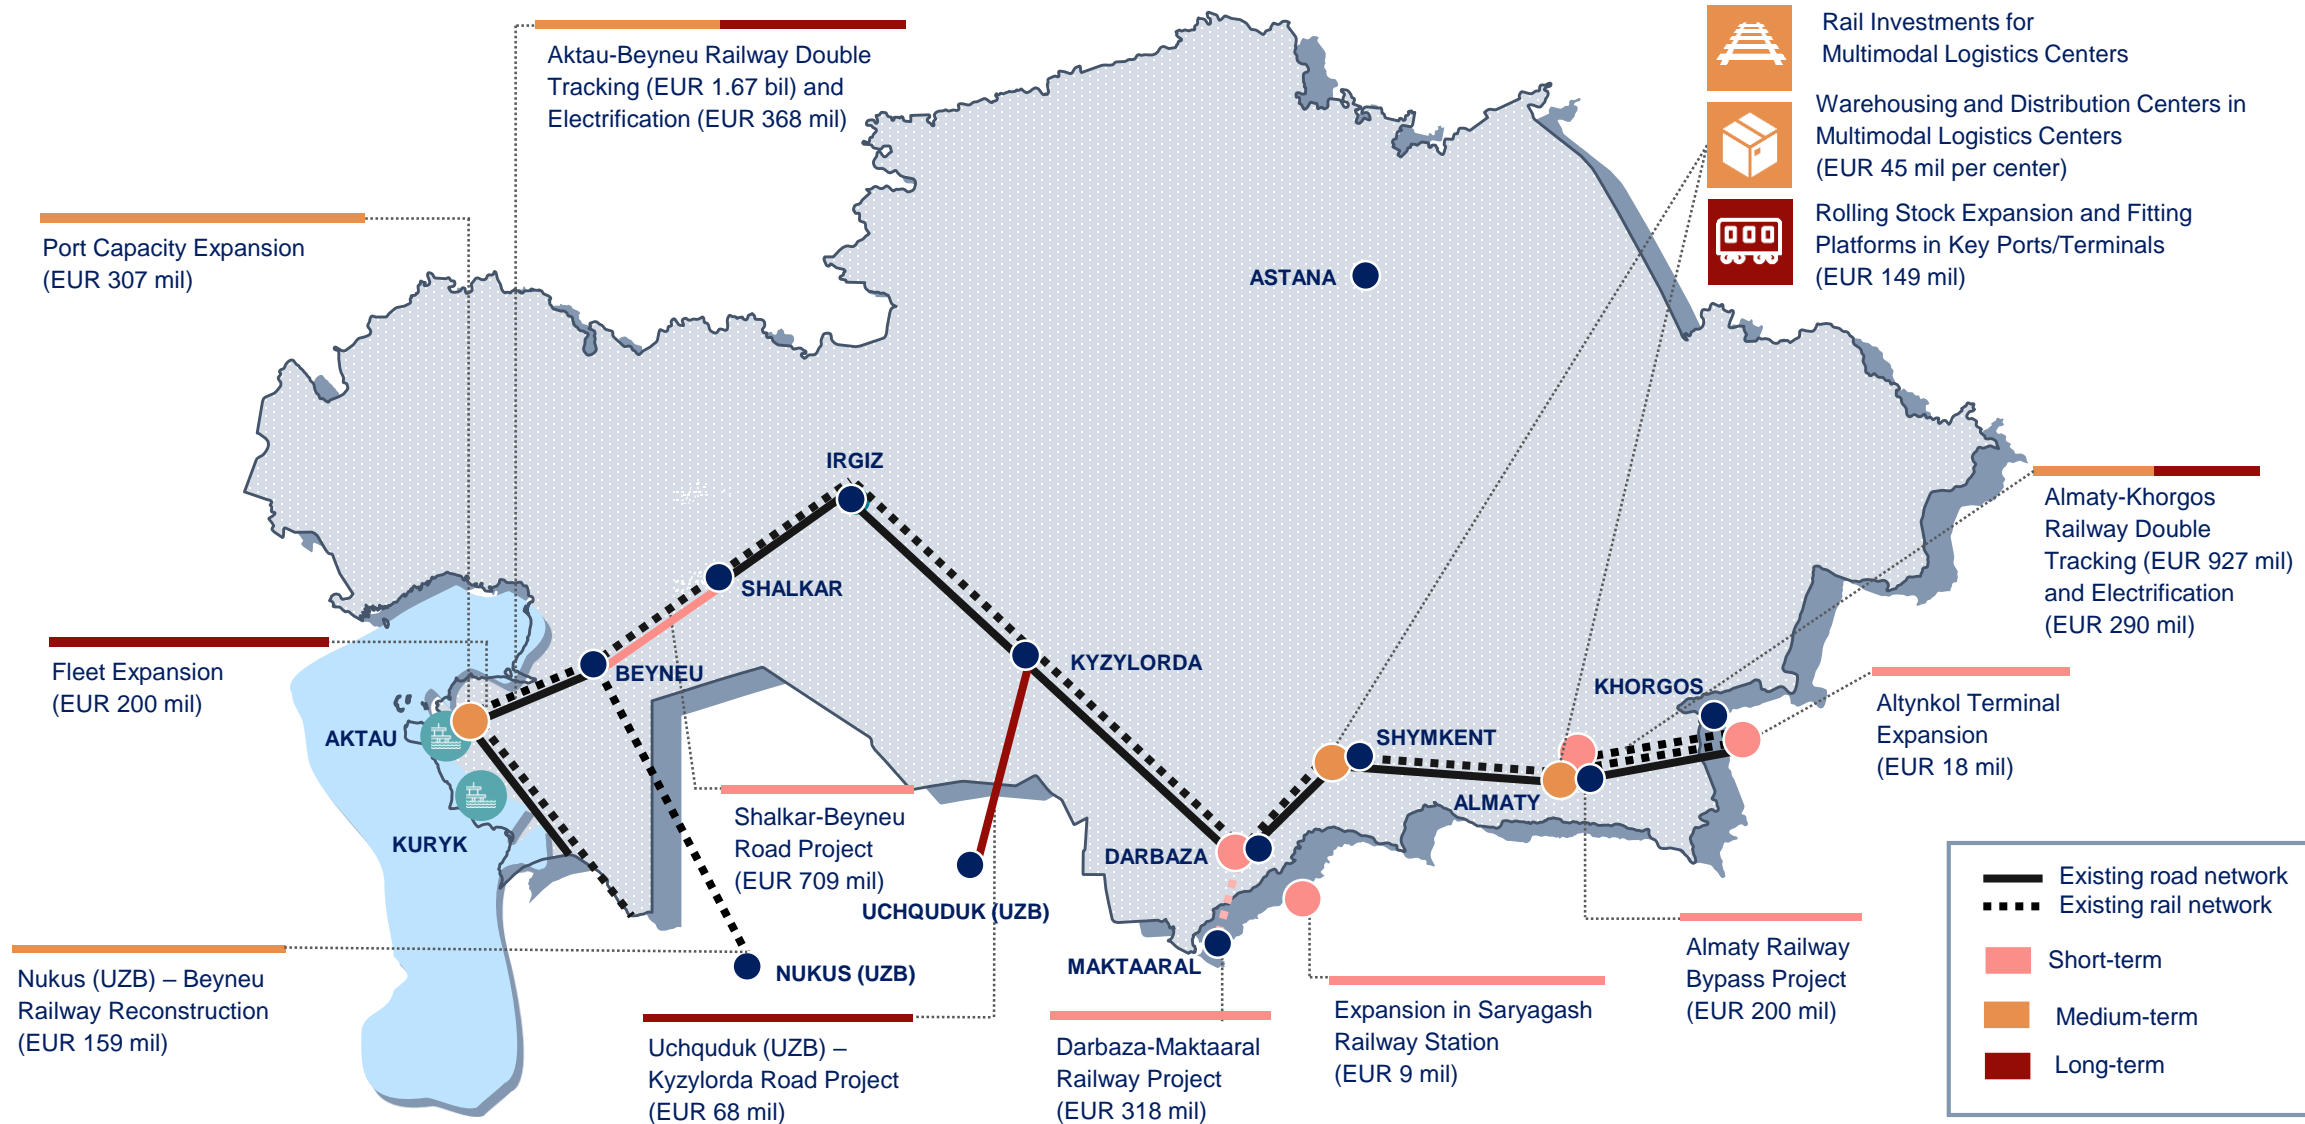 Aktau-Beyneu Railway Double
Tracking (EUR 1.67 bil) and
Electrification (EUR 368 mil)
Rail Investments for
Multimodal Logistics Centers
Warehousing and Distribution Centers in
Multimodal Logistics Centers
(EUR 45 mil per center)
Rolling Stock Expansion and Fitting
Platforms in Key Ports/Terminals
(EUR 149 mil)
Port Capacity Expansion
(EUR 307 mil)
ASTANA
IRGIZ
Almaty-Khorgos
Railway Double
Tracking (EUR 927 mil)
and Electrification
(EUR 290 mil)
SHALKAR
Fleet Expansion
(EUR 200 mil)
BEYNEU
KYZYLORDA
KHORGOS
Altynkol Terminal
Expansion
(EUR 18 mil)
AKTAU
SHYMKENT
ALMATY
KURYK
Shalkar-Beyneu
Road Project
(EUR 709 mil)
DARBAZA
UCHQUDUK (UZB)
MAKTAARAL
NUKUS (UZB)
Nukus (UZB) – Beyneu
Railway Reconstruction
(EUR 159 mil)
Uchquduk (UZB) –
Kyzylorda Road Project
(EUR 68 mil)
Darbaza-Maktaaral
Railway Project
(EUR 318 mil)
Expansion in Saryagash
Railway Station
(EUR 9 mil)
Almaty Railway
Bypass Project
(EUR 200 mil)
Existing road network
Existing rail network
Short-term
Medium-term
Long-term